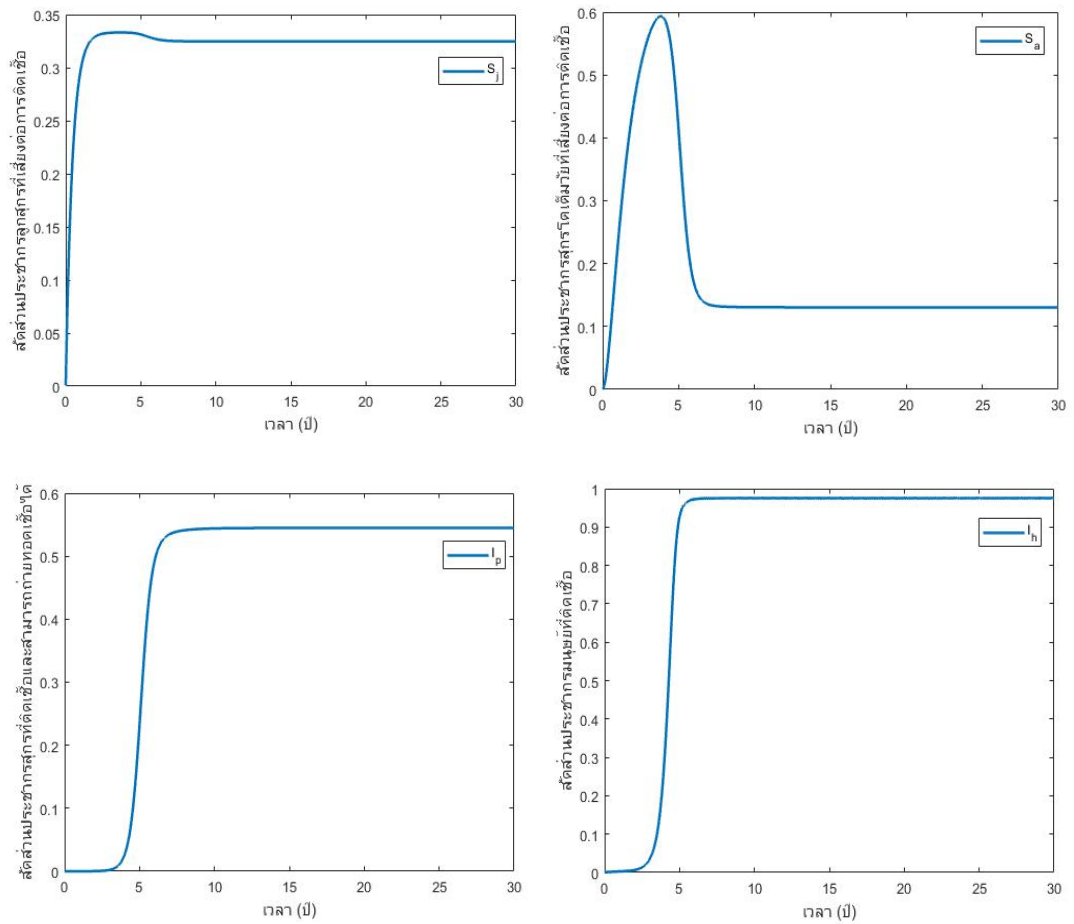 สัดส่วนประชากรลูกสุกรที่เสี่ยงต่อการติดเชื้อ
0.35
0.3
0.25
0.2
0.15
0.1
0.05
0
S_j
0 5 10 15 20 25 30
เวลา (ปี)
สัดส่วนประชากรสุกรโตเต็มวัยที่เสี่ยงต่อการติดเชื้อ
0.6
0.5
0.4
0.3
0.2
0.1
0
S_a
0 5 10 15 20 25 30
เวลา (ปี)
สัดส่วนประชากรสุกรที่ติดเชื้อและสามารถถ่ายทอดเชื้อได้
0.6
0.5
0.4
0.3
0.2
0.1
0
I_p
0 5 10 15 20 25 30
เวลา (ปี)
สัดส่วนประชากรมนุษย์ที่ติดเชื้อ
1
0.9
0.8
0.7
0.6
0.5
0.4
0.3
0.2
0.1
0
I_h
0 5 10 15 20 25 30
เวลา (ปี)